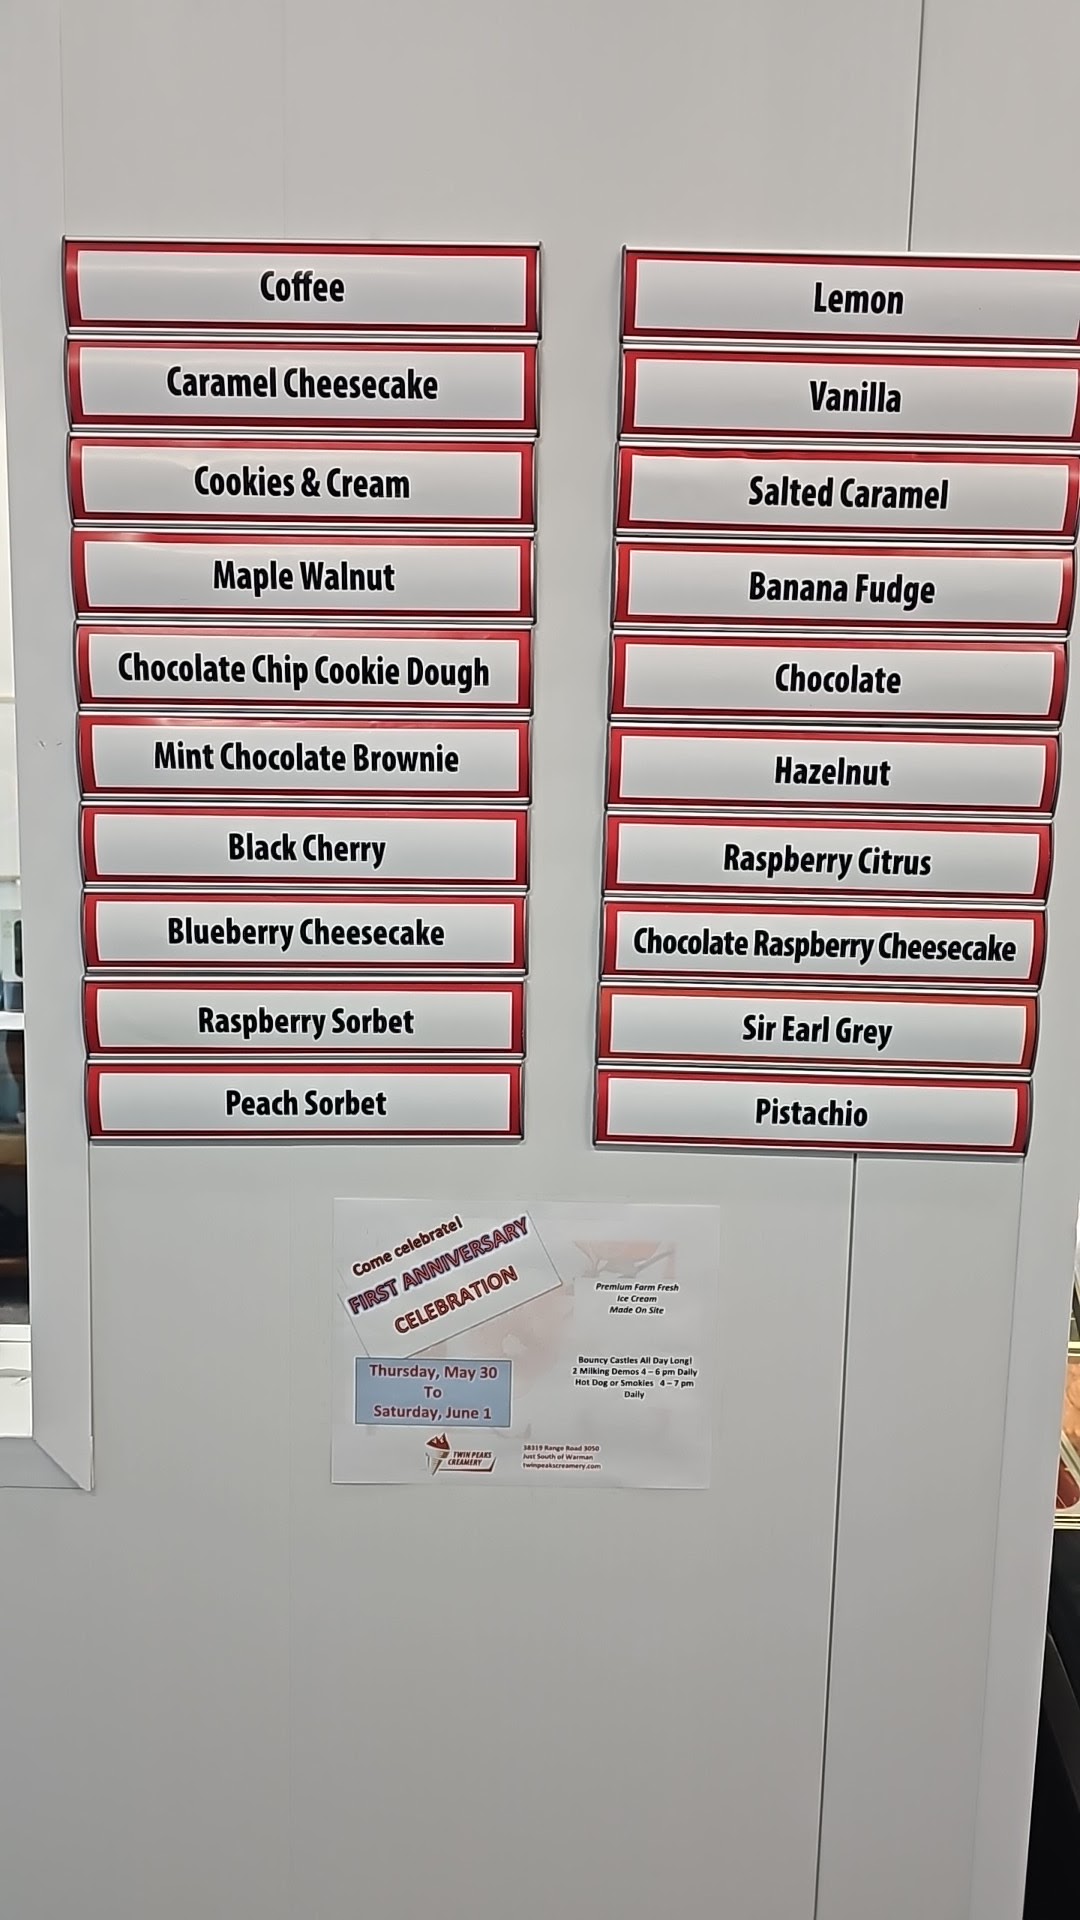 Coffee
Caramel Cheesecake
Cookies & Cream
Maple Walnut
Chocolate Chip Cookie Dough
Mint Chocolate Brownie
Black Cherry
Blueberry Cheesecake
Raspberry Sorbet
Peach Sorbet
Lemon
Vanilla
Salted Caramel
Banana Fudge
Chocolate
Hazelnut
Raspberry Citrus
Chocolate Raspberry Cheesecake
Sir Earl Grey
Pistachio
Come celebrate!
FIRST ANNIVERSARY
CELEBRATION
Thursday, May 30
To
Saturday, June 1
Premium Farm Fresh
Ice Cream
Made On Site
Bouncy Castles All Day Long!
2 Milking Demos 4 – 6 pm Daily
Hot Dog or Smokies 4 – 7 pm
Daily
TWIN PEAKS
CREAMERY
38319 Range Road 3050
Just South of Warman
twinpeakscreamery.com